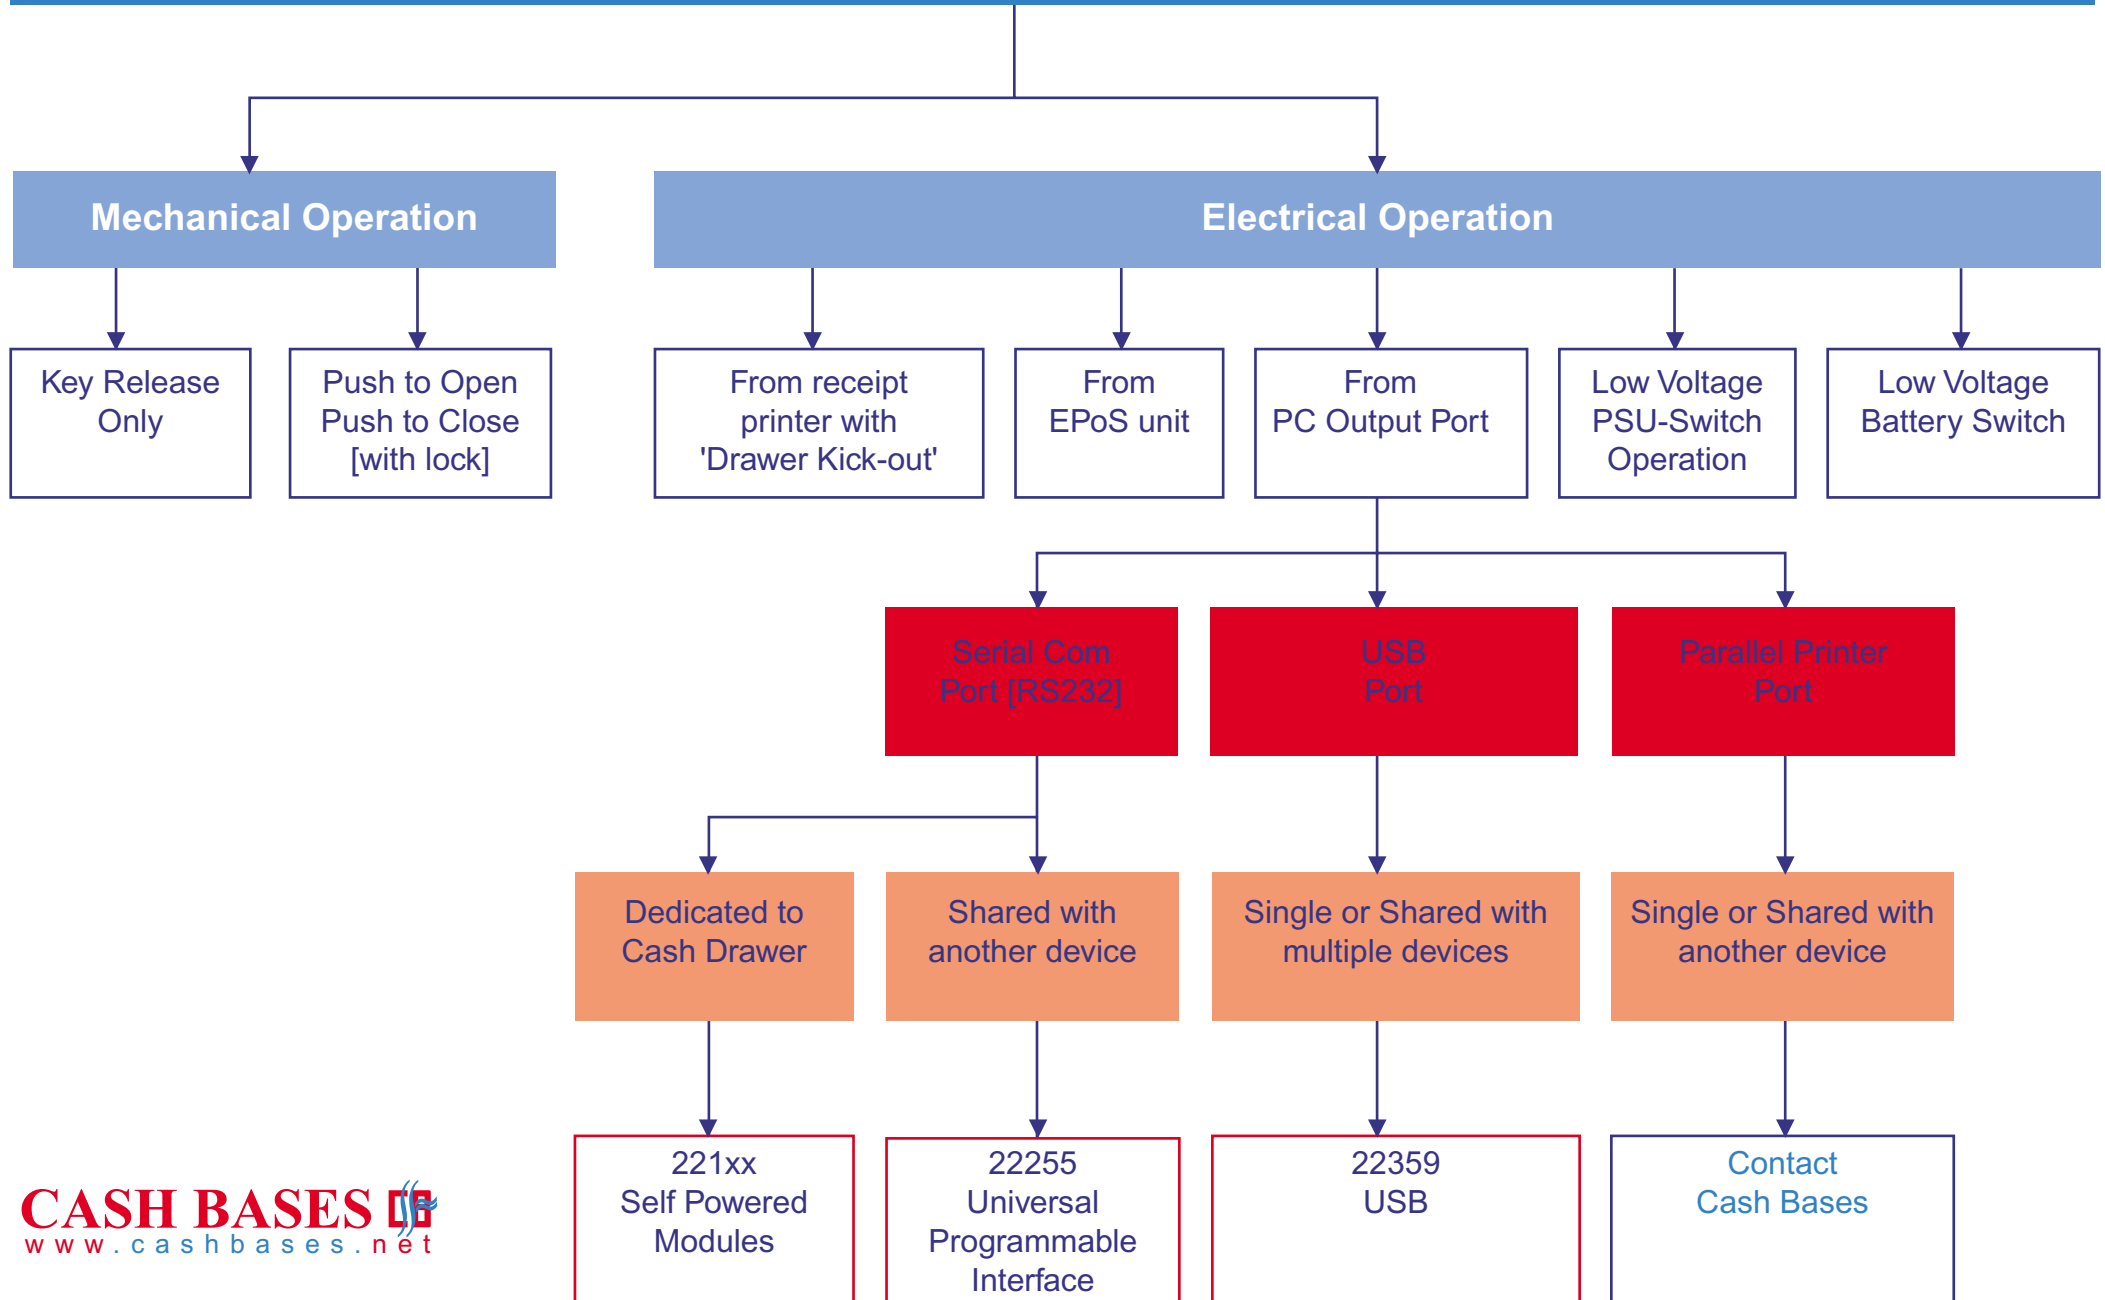 Mechanical Operation
Electrical Operation
Key Release
Only
Push to Open
Push to Close
[with lock]
From receipt
printer with
'Drawer Kick-out'
From
EPoS unit
From
PC Output Port
Low Voltage
PSU-Switch
Operation
Low Voltage
Battery Switch
Serial Com
Port [RS232]
USB
Port
Parallel Printer
Port
Dedicated to
Cash Drawer
Shared with
another device
Single or Shared with
multiple devices
Single or Shared with
another device
221xx
Self Powered
Modules
22255
Universal
Programmable
Interface
22359
USB
Contact
Cash Bases
CASH BASES
www.cashbases.net